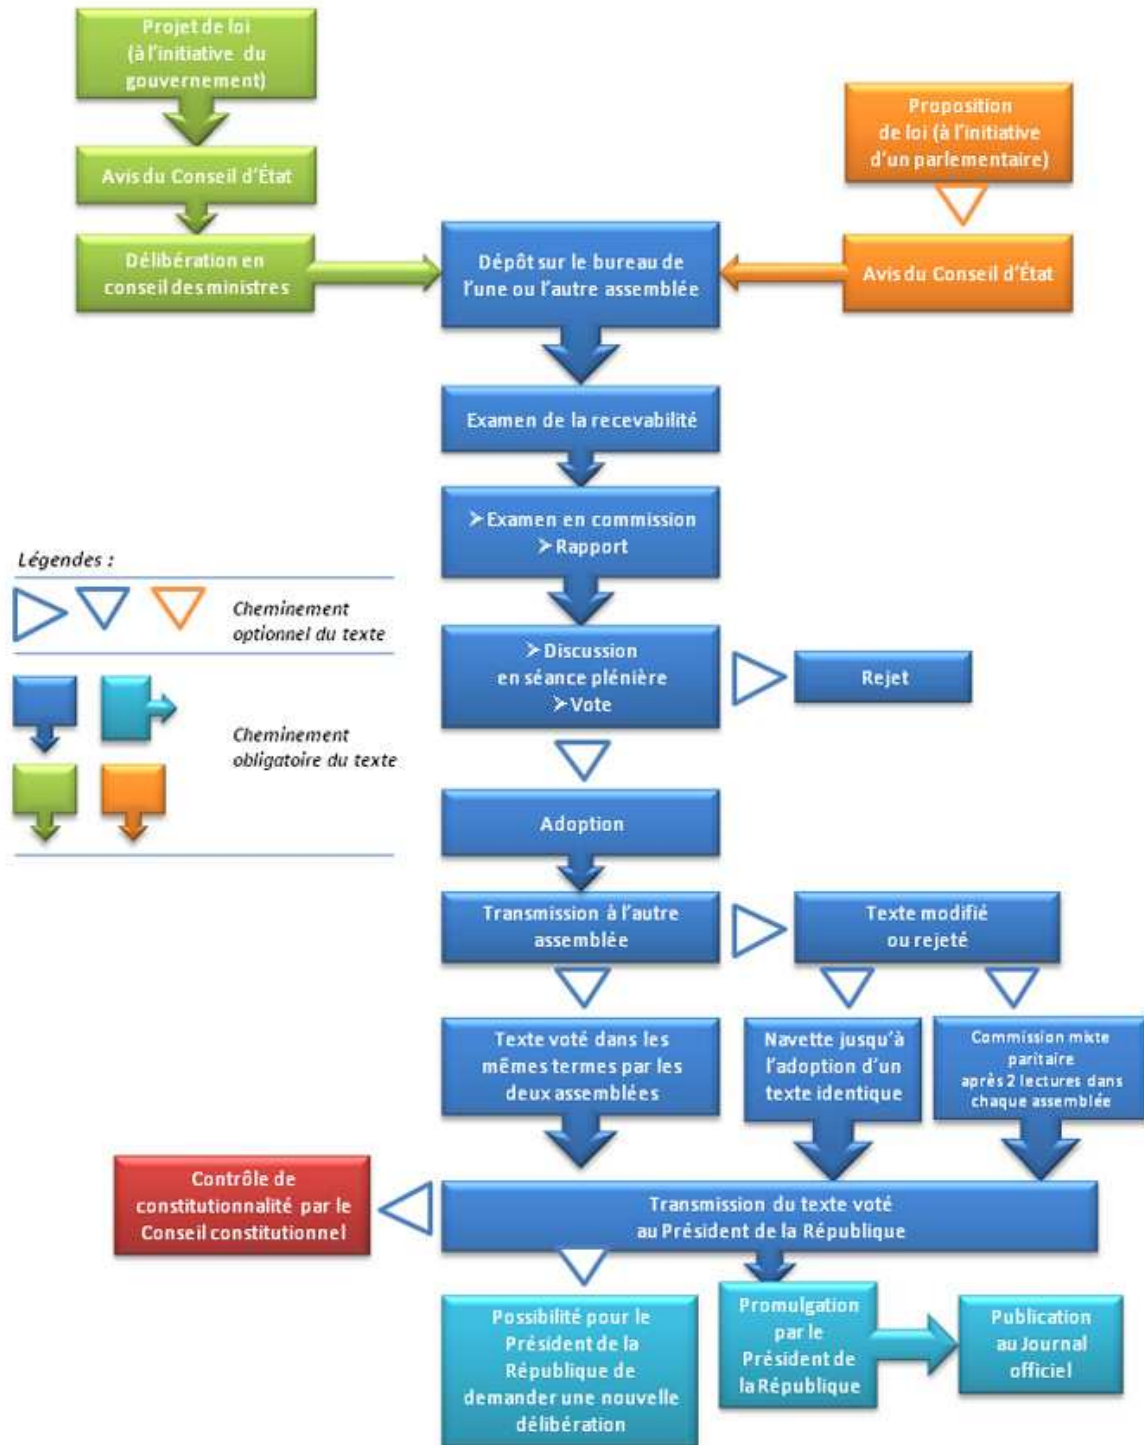 Projet de loi
(à l'initiative du
gouvernement)
Proposition
de loi (à l'initiative
d'un parlementaire)
Avis du Conseil d'État
Délibération en
conseil des ministres
Dépôt sur le bureau de
l'une ou l'autre assemblée
Avis du Conseil d'État
Examen de la recevabilité
➢ Examen en commission
➢ Rapport
Légendes :
Cheminement
optionnel du texte
Cheminement
obligatoire du texte
➢ Discussion
en séance plénière
➢ Vote
Rejet
Adoption
Transmission à l'autre
assemblée
Texte modifié
ou rejeté
Texte voté dans les
mêmes termes par les
deux assemblées
Navette jusqu'à
l'adoption d'un
texte identique
Commission mixte
paritaire
après 2 lectures dans
chaque assemblée
Contrôle de
constitutionnalité par le
Conseil constitutionnel
Transmission du texte voté
au Président de la République
Possibilité pour le
Président de la
République de
demander une nouvelle
délibération
Promulgation
par le
Président de
la République
Publication
au Journal
officiel